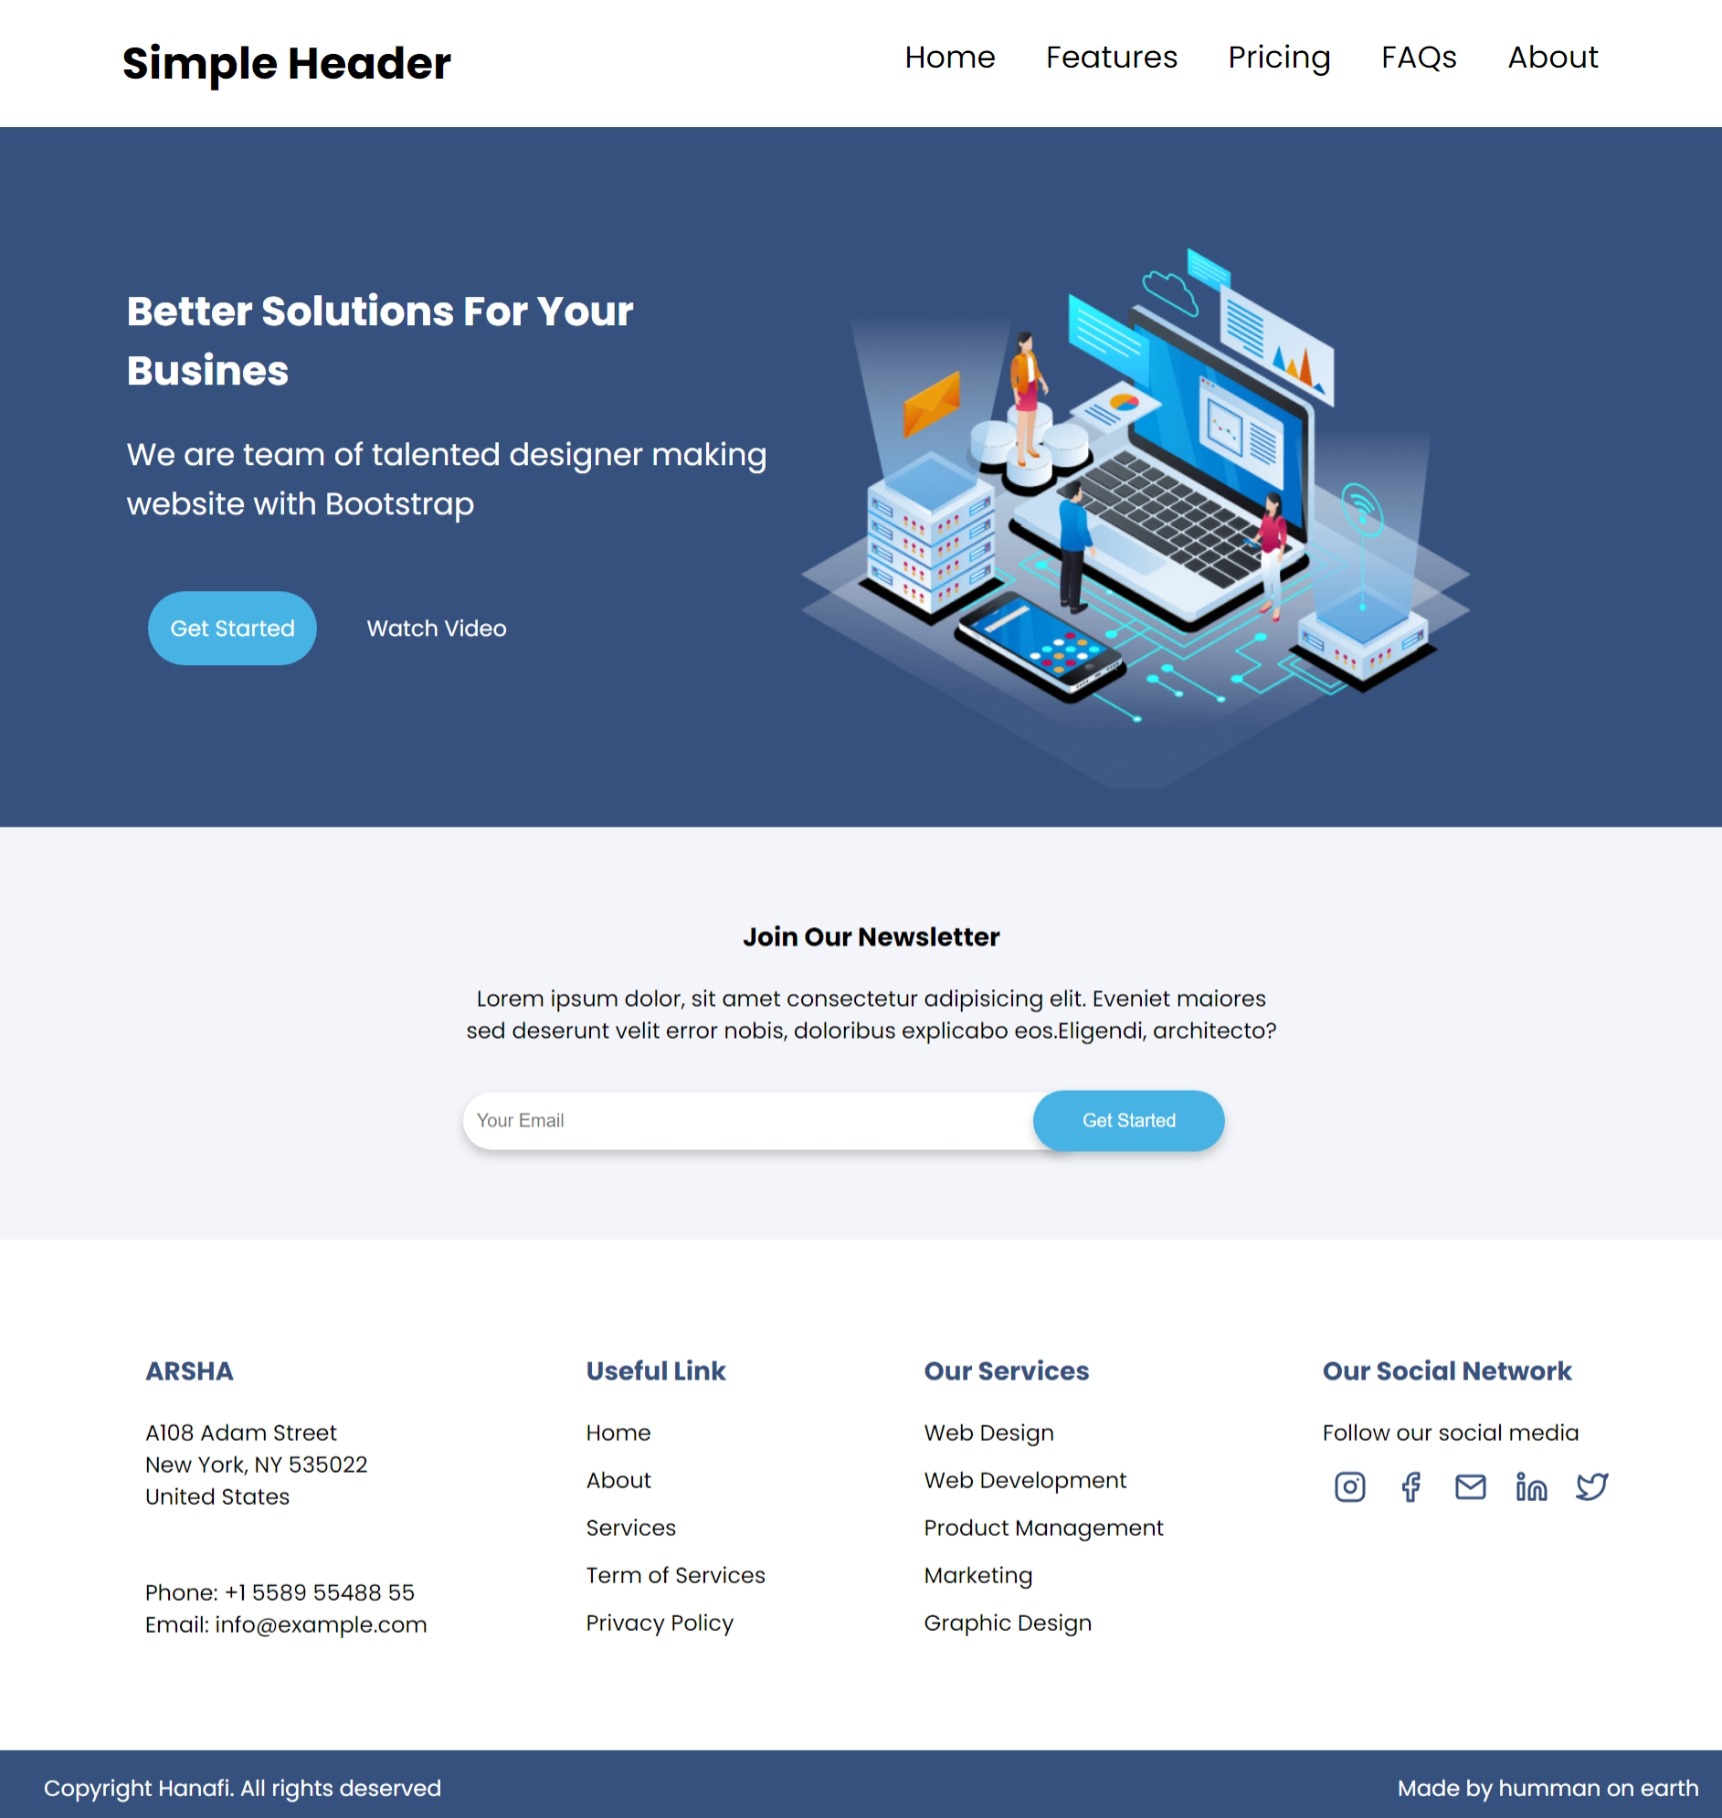 Simple Header
Home Features Pricing FAQs About
Better Solutions For Your
Busines
We are team of talented designer making
website with Bootstrap
Get Started Watch Video
Join Our Newsletter
Lorem ipsum dolor, sit amet consectetur adipisicing elit. Eveniet maiores
sed deserunt velit error nobis, doloribus explicabo eos.Eligendi, architecto?
Your Email Get Started
ARSHA
A108 Adam Street
New York, NY 535022
United States
Phone: +1 5589 55488 55
Email: info@example.com
Useful Link
Home
About
Services
Term of Services
Privacy Policy
Our Services
Web Design
Web Development
Product Management
Marketing
Graphic Design
Our Social Network
Follow our social media
Copyright Hanafi. All rights deserved
Made by humman on earth